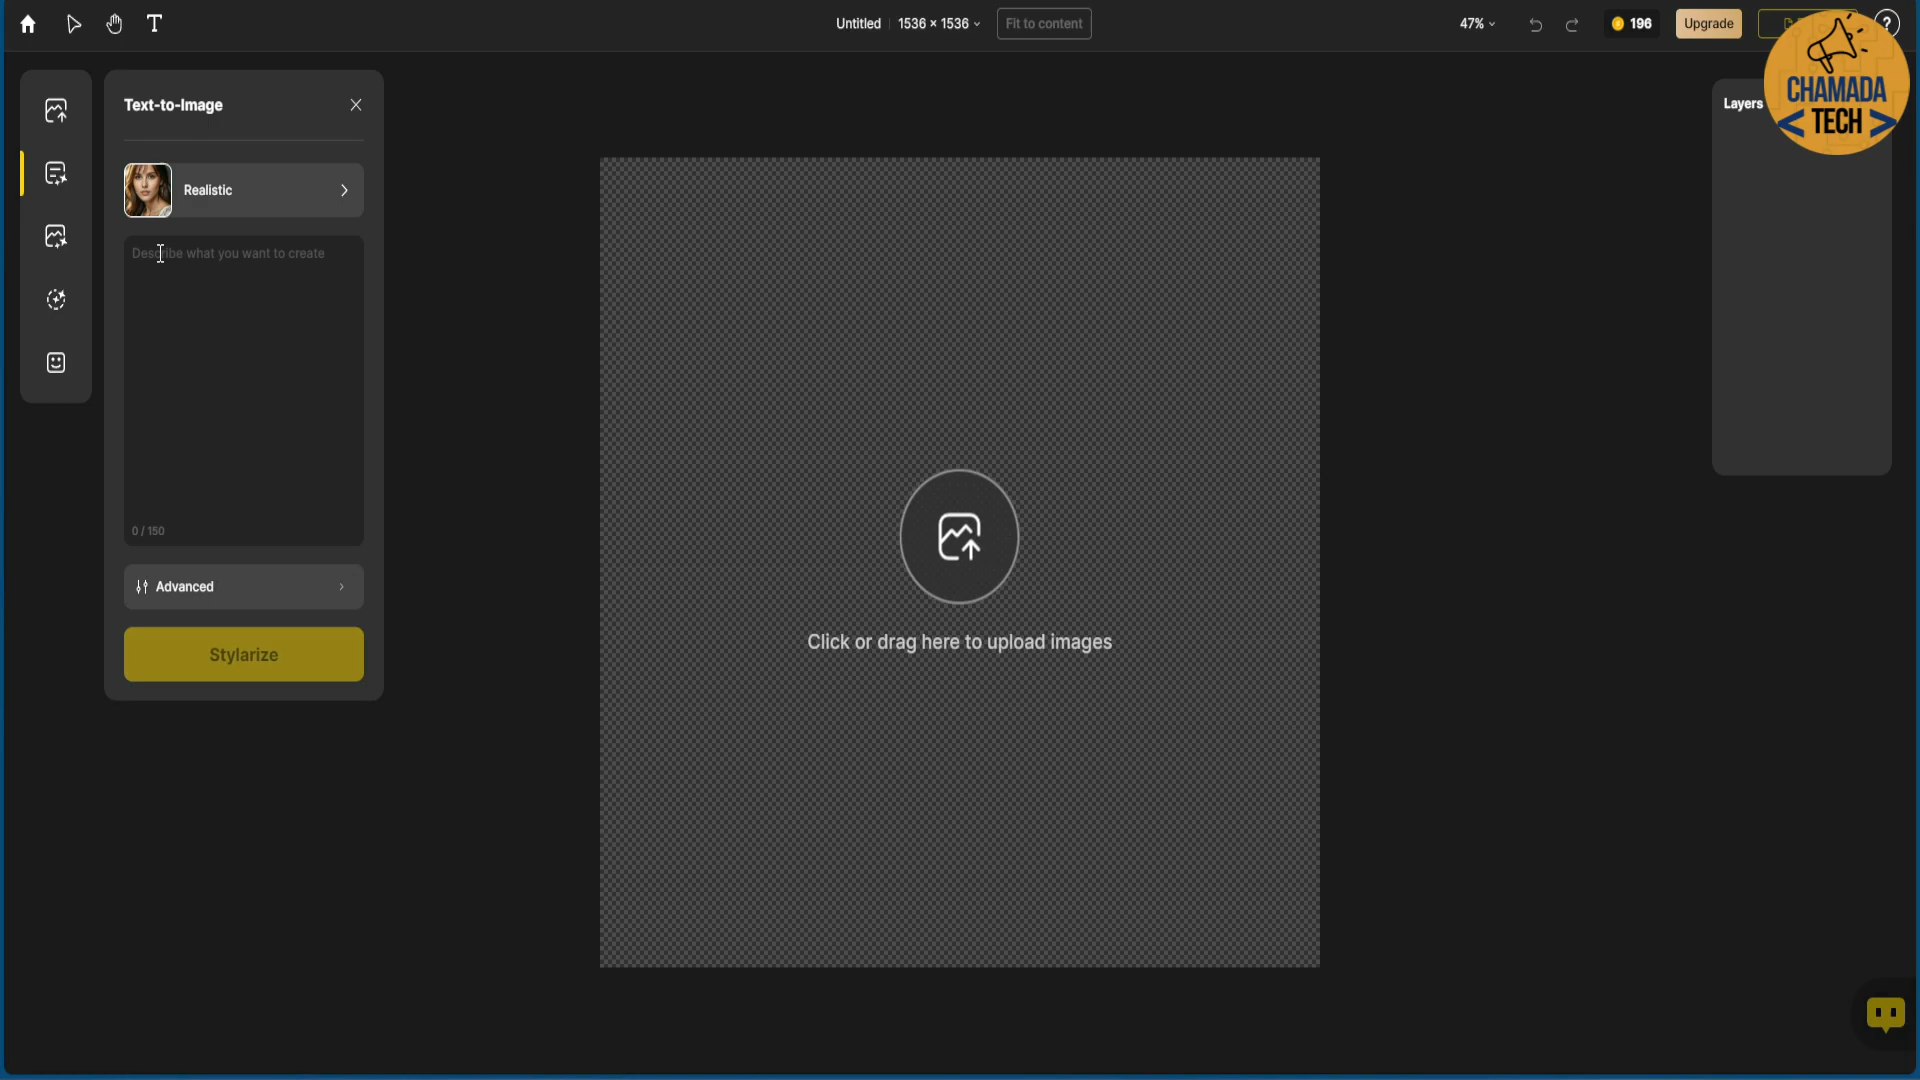 Untitled
1536 × 1536
Fit to content
47%
196
Upgrade
?
CHAMADA
< TECH >
Layers
Text-to-Image
Realistic
Describe what you want to create
0 / 150
Advanced
Stylarize
Click or drag here to upload images